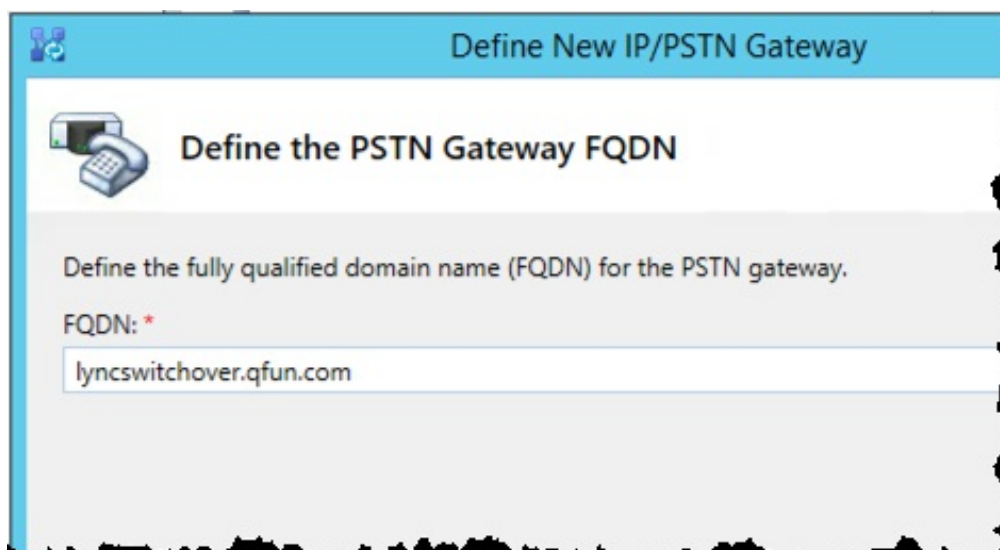 Define New IP/PSTN Gateway
Define the PSTN Gateway FQDN
Define the fully qualified domain name (FQDN) for the PSTN gateway.
FQDN: *
lyncswitchover.qfun.com